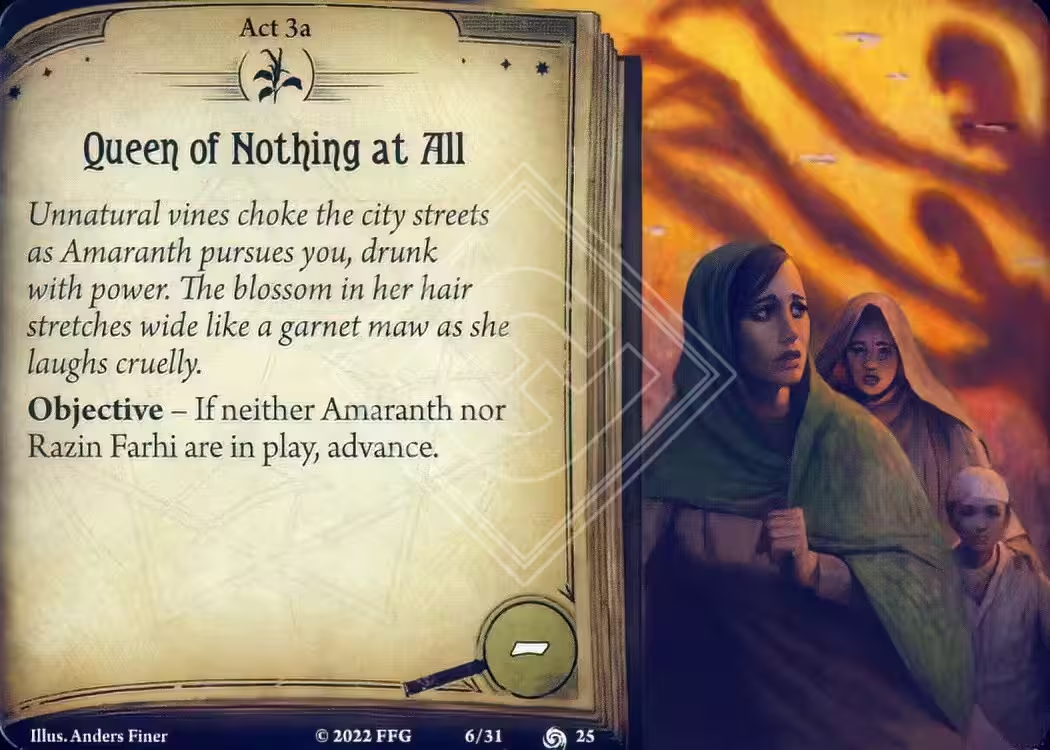 Act 3a
Queen of Nothing at All
Unnatural vines choke the city streets
as Amaranth pursues you, drunk
with power. The blossom in her hair
stretches wide like a garnet maw as she
laughs cruelly.
Objective – If neither Amaranth nor
Razin Farhi are in play, advance.
–
Illus. Anders Finer © 2022 FFG 6/31 25